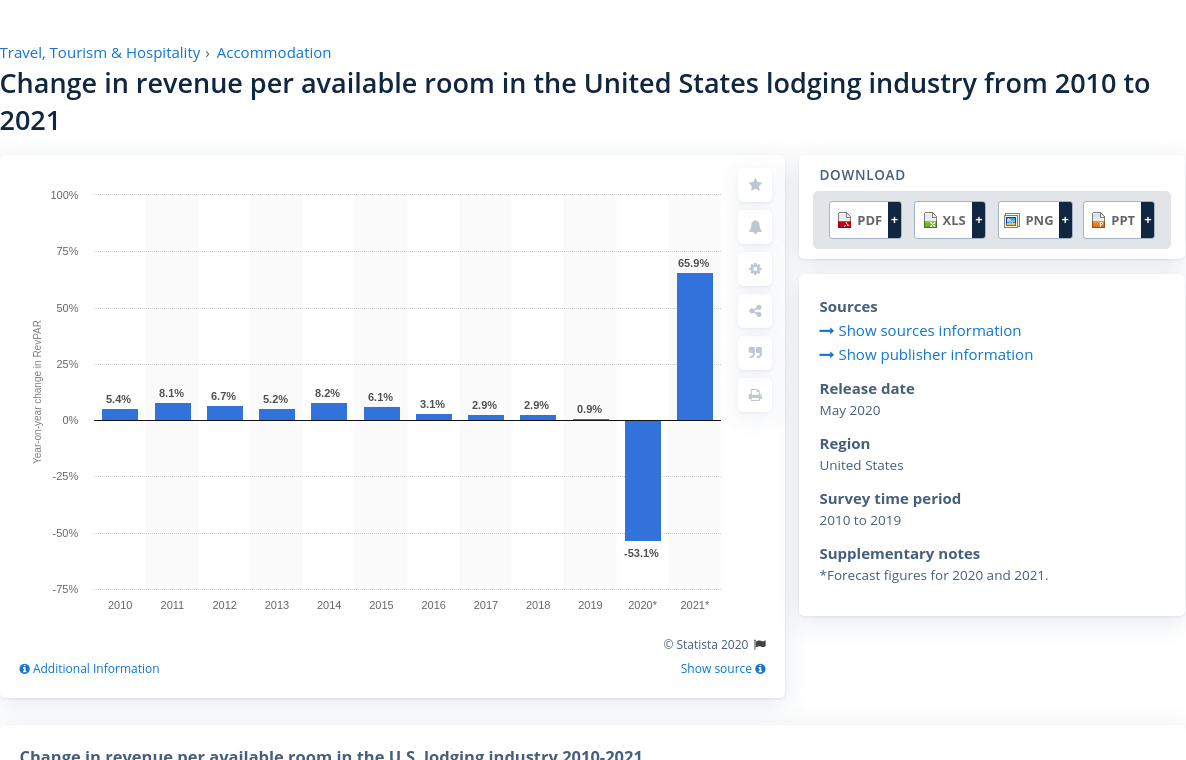 Travel, Tourism & Hospitality › Accommodation
Change in revenue per available room in the United States lodging industry from 2010 to
2021
100%
75%
50%
25%
0%
-25%
-50%
-75%
Year-on-year change in RevPAR
5.4%
8.1%
6.7%
5.2%
8.2%
6.1%
3.1%
2.9%
2.9%
0.9%
-53.1%
65.9%
2010 2011 2012 2013 2014 2015 2016 2017 2018 2019 2020* 2021*
© Statista 2020
Additional Information
Show source
DOWNLOAD
PDF + XLS + PNG + PPT +
Sources
Show sources information
Show publisher information
Release date
May 2020
Region
United States
Survey time period
2010 to 2019
Supplementary notes
*Forecast figures for 2020 and 2021.
Change in revenue per available room in the U.S. lodging industry 2010-2021